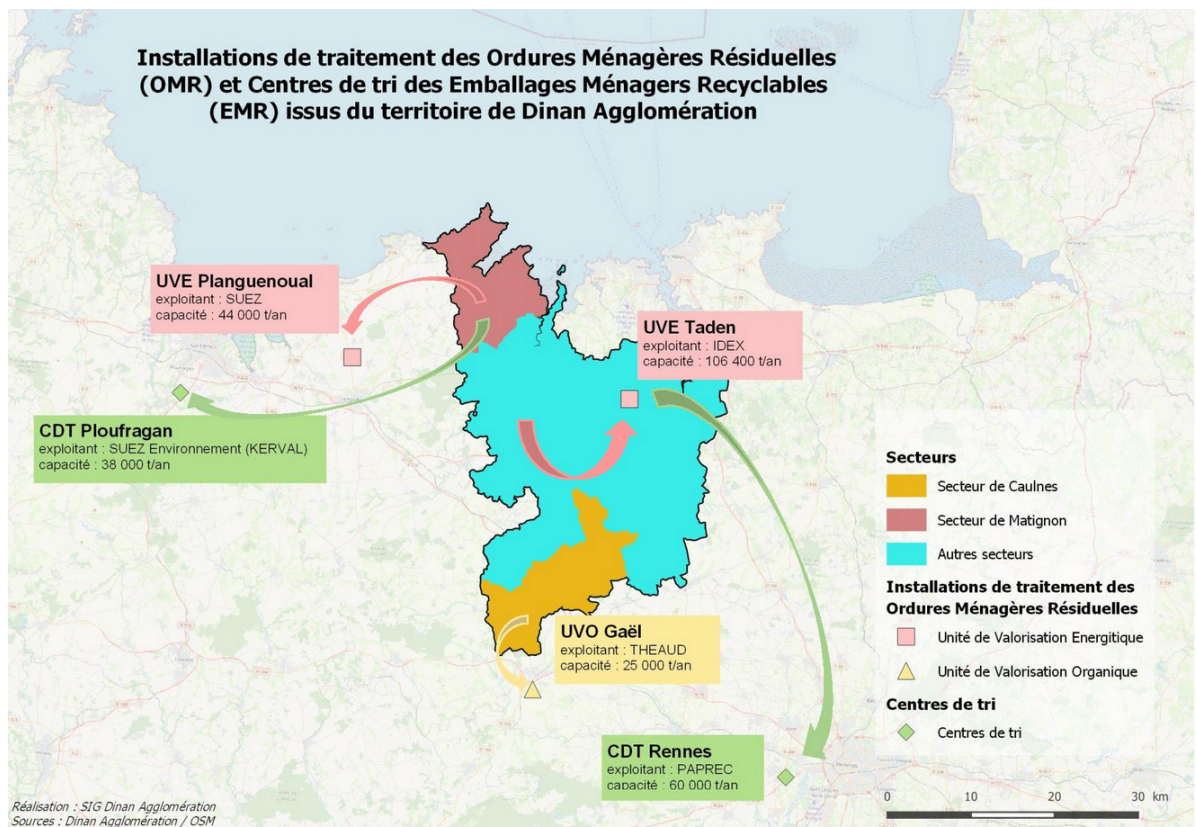 Installations de traitement des Ordures Ménagères Résiduelles
(OMR) et Centres de tri des Emballages Ménagers Recyclables
(EMR) issus du territoire de Dinan Agglomération
UVE Planguenoual
exploitant : SUEZ
capacité : 44 000 t/an
UVE Taden
exploitant : IDEX
capacité : 106 400 t/an
CDT Ploufragan
exploitant : SUEZ Environnement (KERVAL)
capacité : 38 000 t/an
UVO Gaël
exploitant : THEAUD
capacité : 25 000 t/an
CDT Rennes
exploitant : PAPREC
capacité : 60 000 t/an
Secteurs
Secteur de Caulnes
Secteur de Matignon
Autres secteurs
Installations de traitement des
Ordures Ménagères Résiduelles
Unité de Valorisation Energitique
Unité de Valorisation Organique
Centres de tri
Centres de tri
0 10 20 30 km
Réalisation : SIG Dinan Agglomération
Sources : Dinan Agglomération / OSM